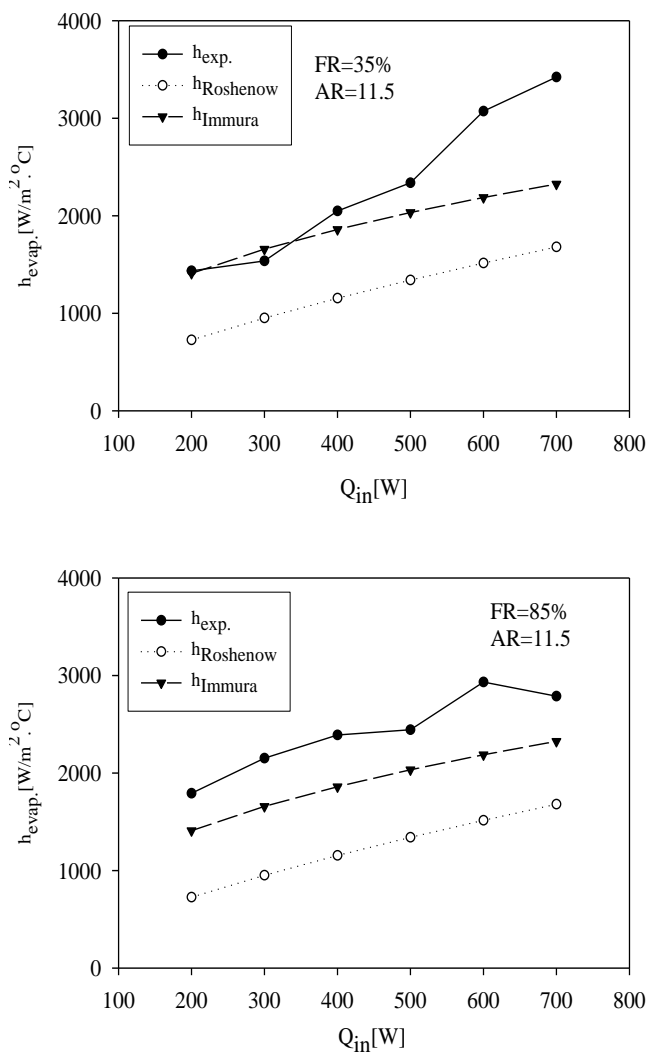 4000
3000
2000
1000
0
h_evap.[W/m².°C]
h_exp.
h_Roshenow
h_Immura
FR=35%
AR=11.5
100 200 300 400 500 600 700 800
Q_in[W]
4000
3000
2000
1000
0
h_evap.[W/m².°C]
h_exp.
h_Roshenow
h_Immura
FR=85%
AR=11.5
100 200 300 400 500 600 700 800
Q_in[W]